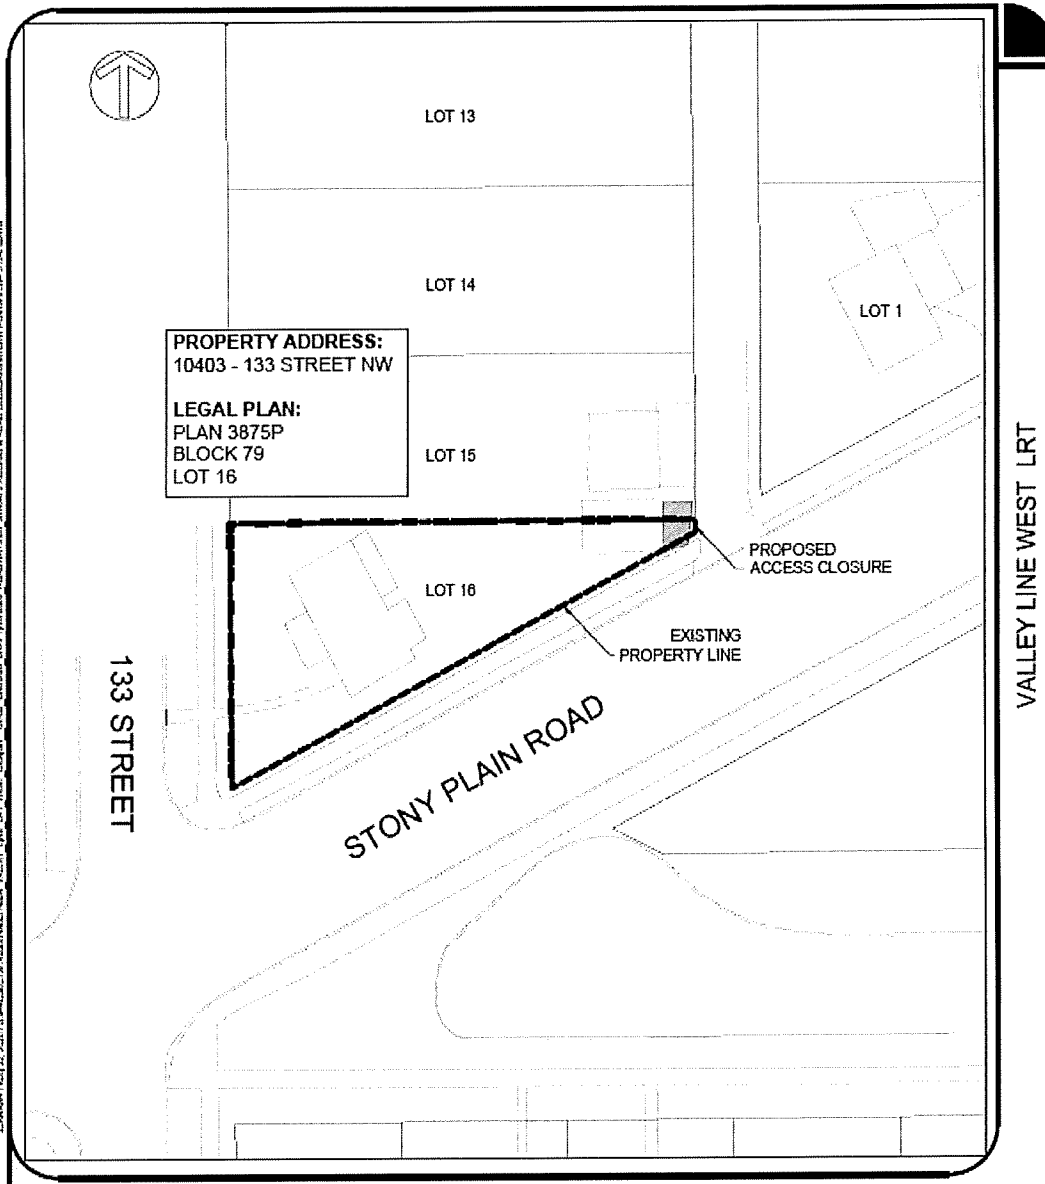 LOT 13
LOT 14
LOT 1
PROPERTY ADDRESS:
10403 - 133 STREET NW
LEGAL PLAN:
PLAN 3875P
BLOCK 79
LOT 16
LOT 15
PROPOSED
ACCESS CLOSURE
LOT 16
EXISTING
PROPERTY LINE
133 STREET
STONY PLAIN ROAD
VALLEY LINE WEST LRT